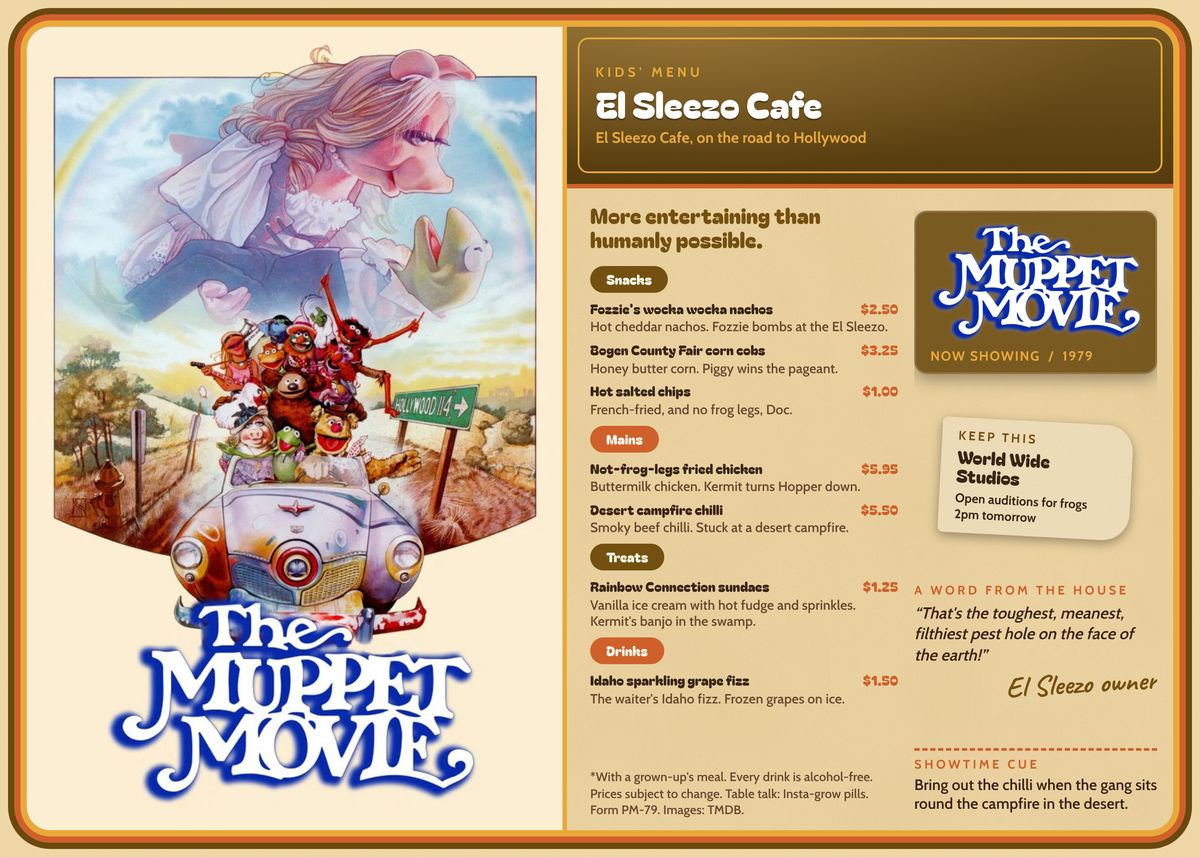 HOLLYWOOD 114
The
MUPPET
MOVIE
KIDS' MENU
El Sleezo Cafe
El Sleezo Cafe, on the road to Hollywood
More entertaining than
humanly possible.
Snacks
Fozzie's wocka wocka nachos $2.50
Hot cheddar nachos. Fozzie bombs at the El Sleezo.
Bogen County Fair corn cobs $3.25
Honey butter corn. Piggy wins the pageant.
Hot salted chips $1.00
French-fried, and no frog legs, Doc.
Mains
Not-frog-legs fried chicken $5.95
Buttermilk chicken. Kermit turns Hopper down.
Desert campfire chilli $5.50
Smoky beef chilli. Stuck at a desert campfire.
Treats
Rainbow Connection sundaes $1.25
Vanilla ice cream with hot fudge and sprinkles.
Kermit's banjo in the swamp.
Drinks
Idaho sparkling grape fizz $1.50
The waiter's Idaho fizz. Frozen grapes on ice.
*With a grown-up's meal. Every drink is alcohol-free.
Prices subject to change. Table talk: Insta-grow pills.
Form PM-79. Images: TMDB.
The
MUPPET
MOVIE
NOW SHOWING / 1979
KEEP THIS
World Wide
Studios
Open auditions for frogs
2pm tomorrow
A WORD FROM THE HOUSE
“That's the toughest, meanest,
filthiest pest hole on the face of
the earth!”
El Sleezo owner
SHOWTIME CUE
Bring out the chilli when the gang sits
round the campfire in the desert.